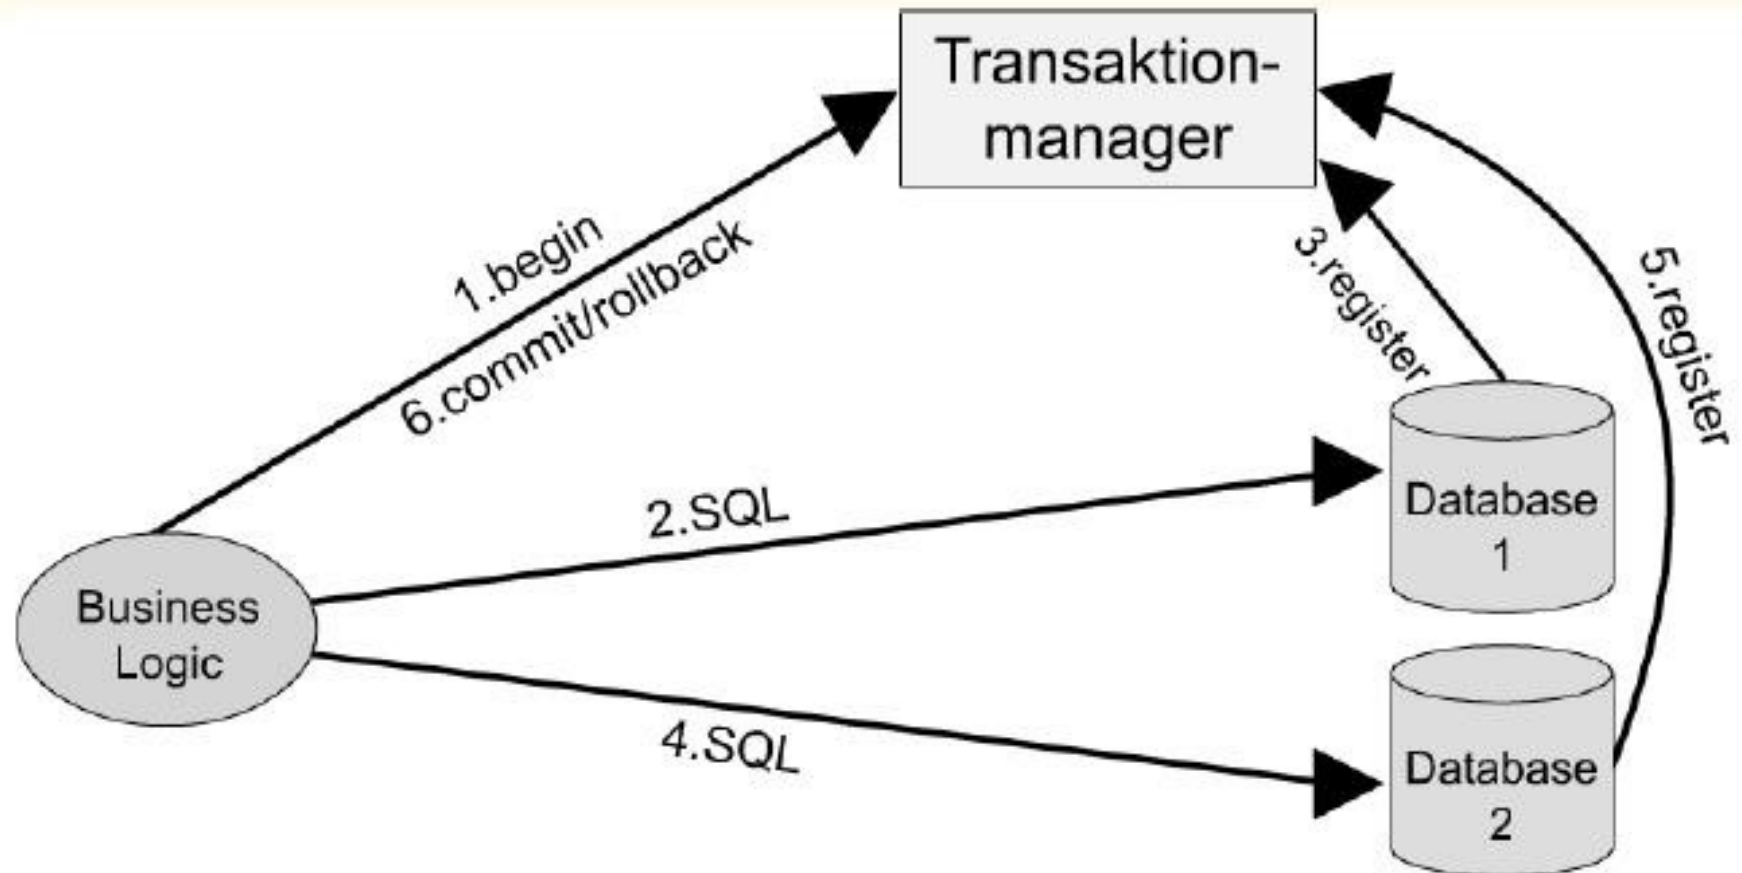 Transaktion-
manager
1.begin
6.commit/rollback
3.register
5.register
2.SQL
Database
1
Business
Logic
4.SQL
Database
2